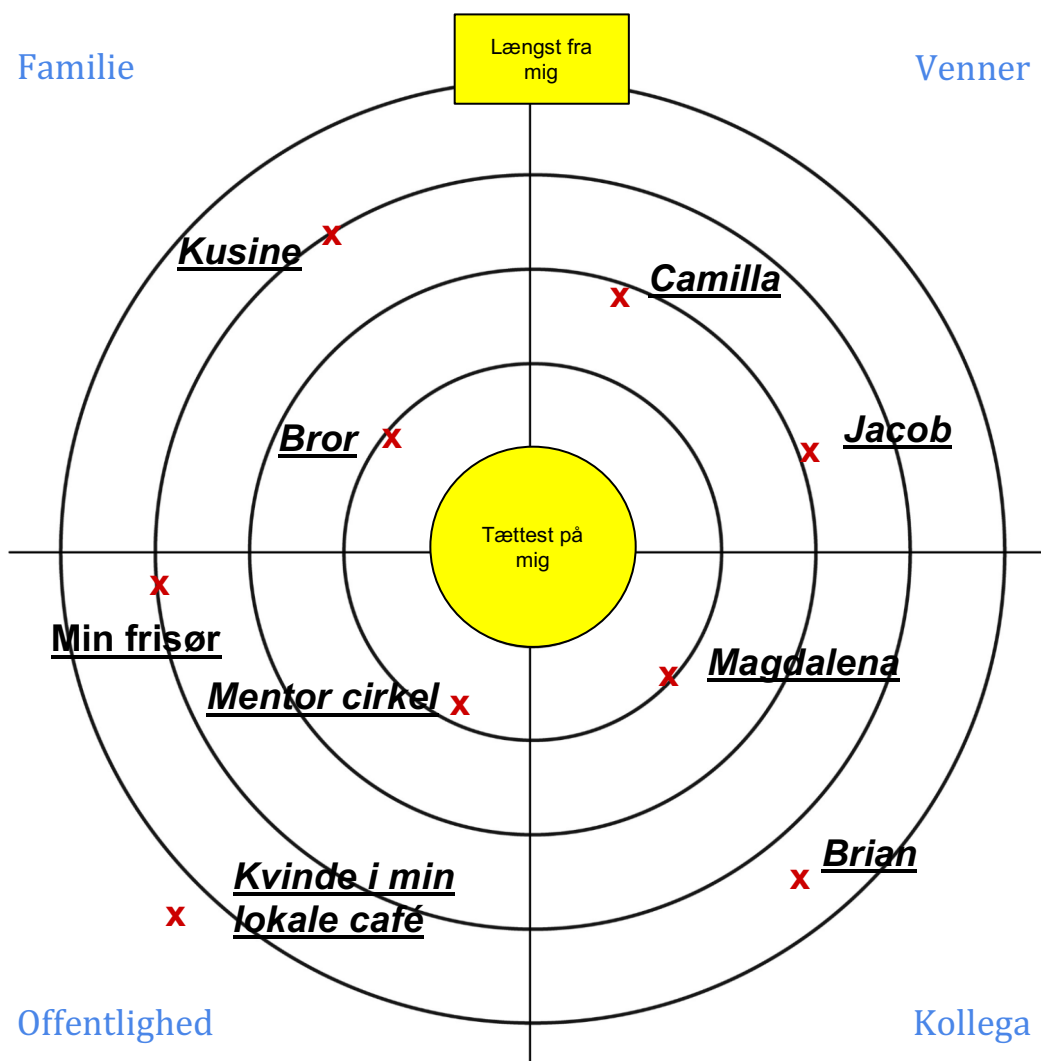 Længst fra
mig
Familie
Venner
x
Kusine
Camilla
x
Jacob
x
Bror
x
Tættest på
mig
x
Min frisør
Magdalena
x
Mentor cirkel
x
Brian
x
Kvinde i min
lokale café
x
Offentlighed
Kollega